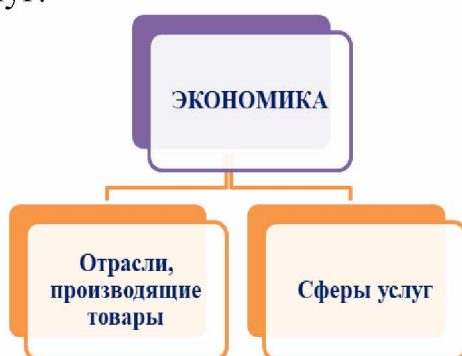 ЭКОНОМИКА
Отрасли,
производящие
товары
Сферы услуг